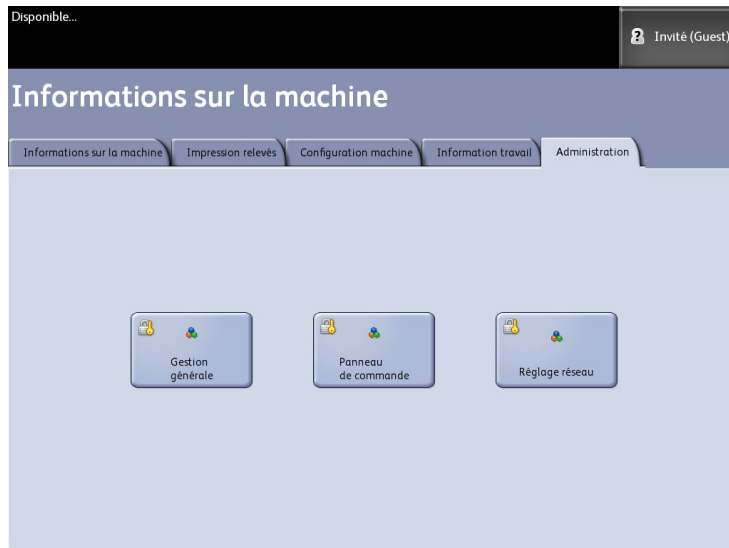 Disponible...
Invité (Guest)
Informations sur la machine
Informations sur la machine
Impression relevés
Configuration machine
Information travail
Administration
Gestion
générale
Panneau
de commande
Réglage réseau